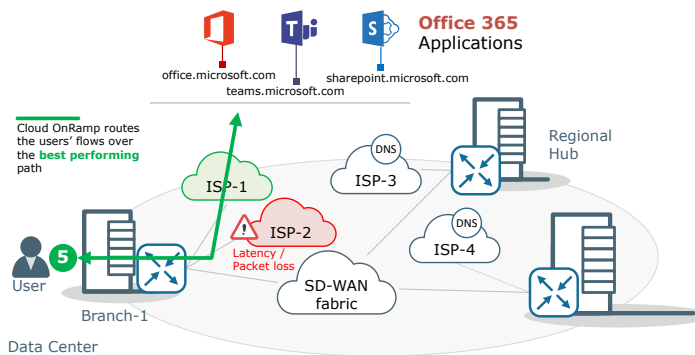 Office 365
Applications
office.microsoft.com
teams.microsoft.com
sharepoint.microsoft.com
Cloud OnRamp routes
the users' flows over
the best performing
path
Regional
Hub
DNS
ISP-1
ISP-3
DNS
ISP-2
ISP-4
Latency /
Packet loss
5
User
SD-WAN
fabric
Branch-1
Data Center